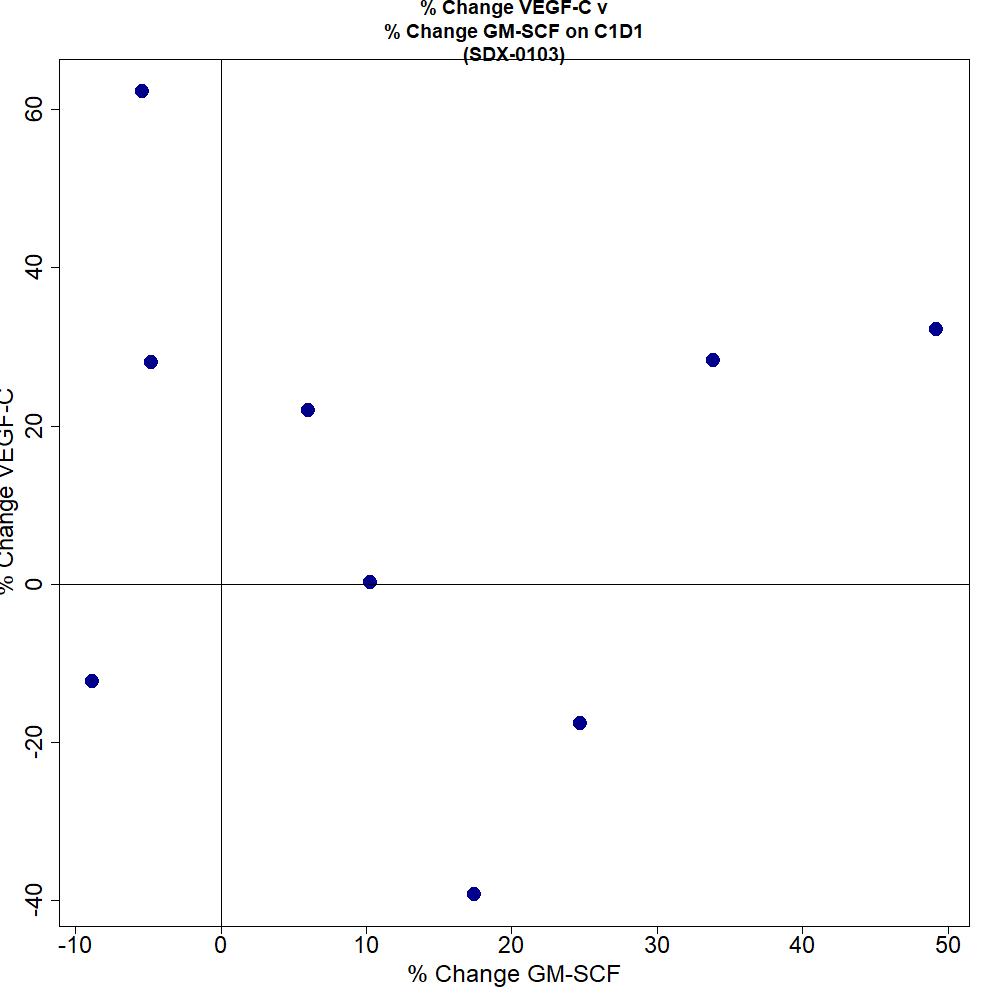 % Change VEGF-C v
% Change GM-SCF on C1D1
(SDX-0103)
% Change VEGF-C
60
40
20
0
-20
-40
-10 0 10 20 30 40 50
% Change GM-SCF